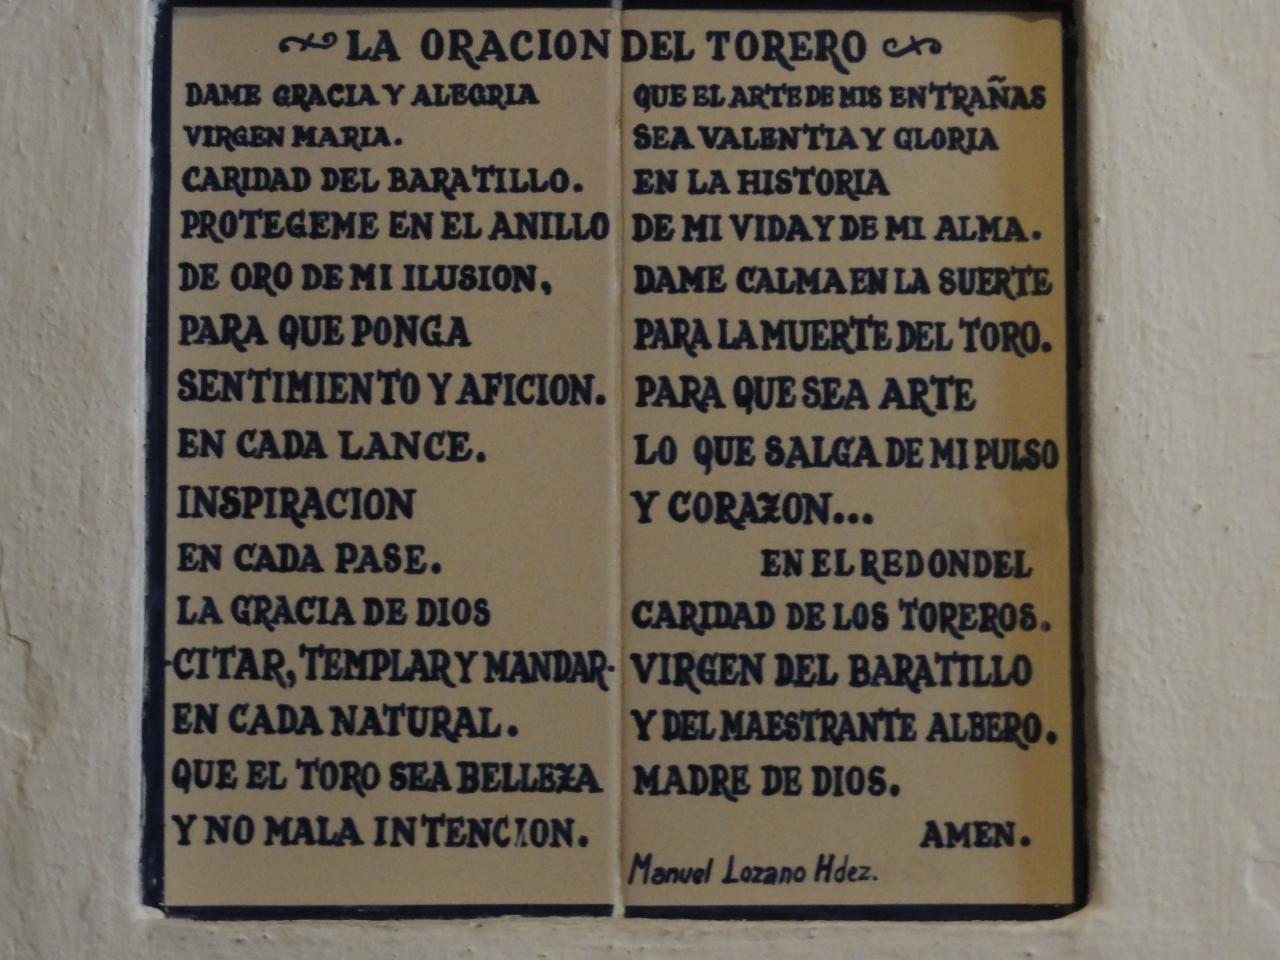 LA ORACION DEL TORERO
DAME GRACIA Y ALEGRIA
VIRGEN MARIA.
CARIDAD DEL BARATILLO.
PROTEGEME EN EL ANILLO
DE ORO DE MI ILUSION,
PARA QUE PONGA
SENTIMIENTO Y AFICION.
EN CADA LANCE.
INSPIRACION
EN CADA PASE.
LA GRACIA DE DIOS
-CITAR, TEMPLAR Y MANDAR-
EN CADA NATURAL.
QUE EL TORO SEA BELLEZA
Y NO MALA INTENCION.
QUE EL ARTE DE MIS ENTRAÑAS
SEA VALENTIA Y GLORIA
EN LA HISTORIA
DE MI VIDA Y DE MI ALMA.
DAME CALMA EN LA SUERTE
PARA LA MUERTE DEL TORO.
PARA QUE SEA ARTE
LO QUE SALGA DE MI PULSO
Y CORAZON...
EN EL REDONDEL
CARIDAD DE LOS TOREROS.
VIRGEN DEL BARATILLO
Y DEL MAESTRANTE ALBERO.
MADRE DE DIOS.
AMEN.
Manuel Lozano Hdez.